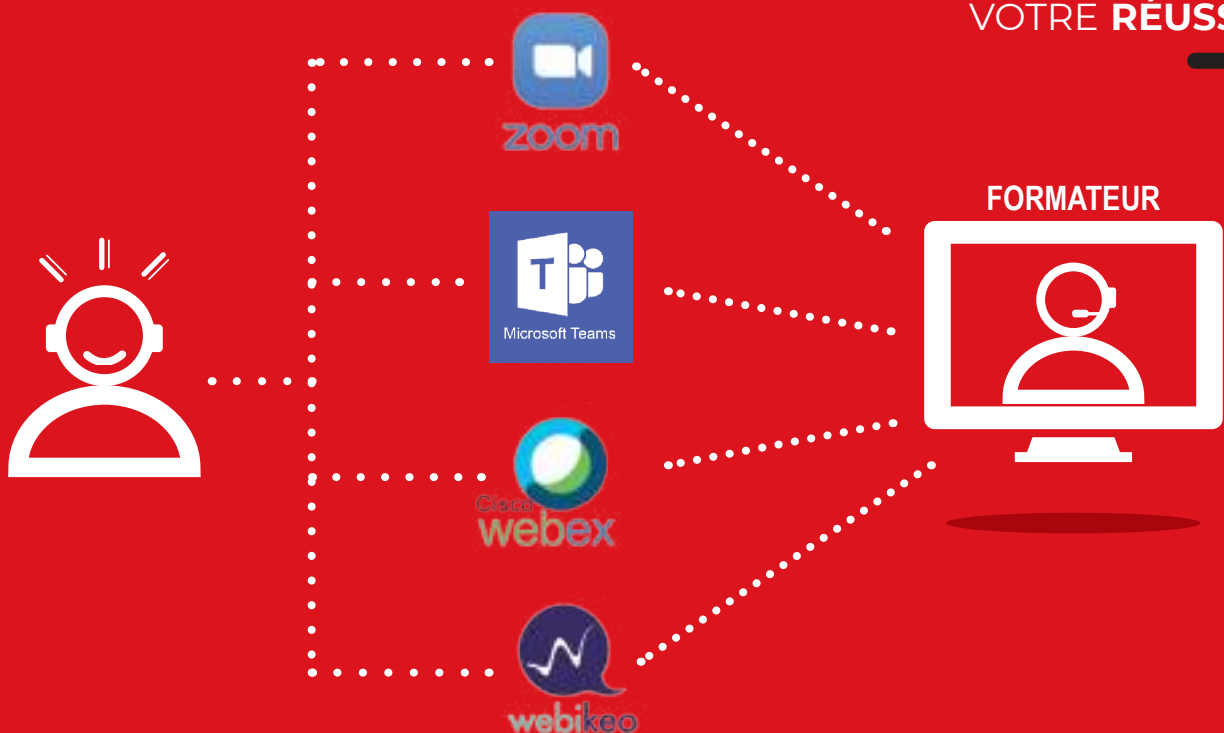 VOTRE RÉUSS
zoom
FORMATEUR
T
Microsoft Teams
Cisco
webex
webikeo